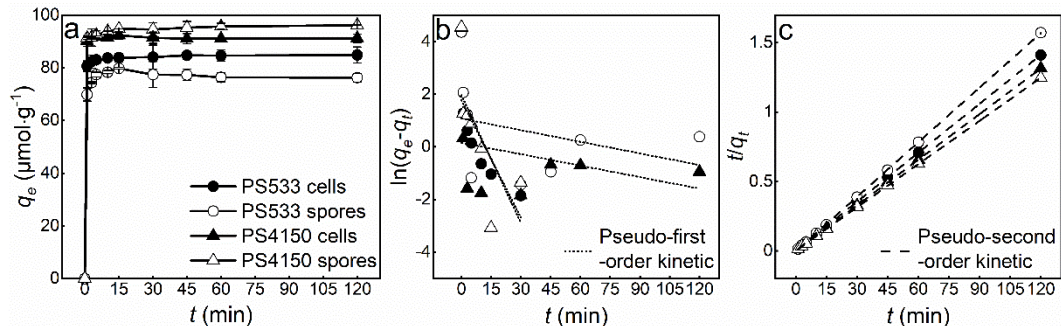 a
100
80
60
40
20
0
qe (μmol·g⁻¹)
PS533 cells
PS533 spores
PS4150 cells
PS4150 spores
0 15 30 45 60 75 90 105 120
t (min)
b
4
2
0
-2
-4
ln(qe-qt)
Pseudo-first
-order kinetic
0 15 30 45 60 75 90 105 120
t (min)
c
1.5
1
0.5
0
t/qt
Pseudo-second
-order kinetic
0 15 30 45 60 75 90 105 120
t (min)